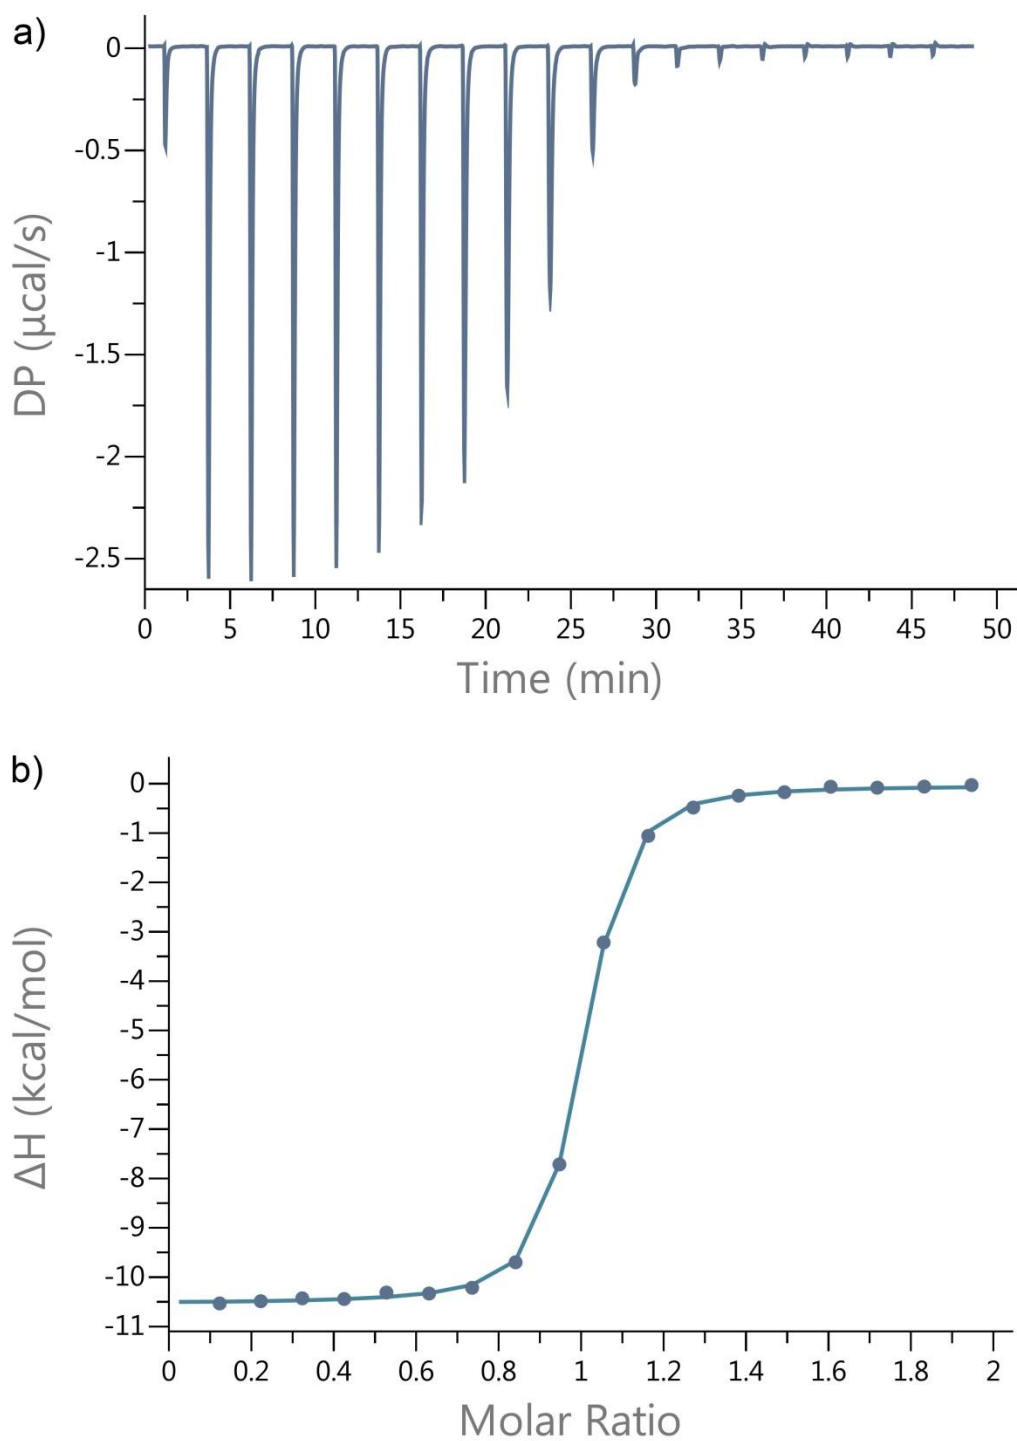 a)
0
-0.5
-1
-1.5
-2
-2.5
DP (μcal/s)
0 5 10 15 20 25 30 35 40 45 50
Time (min)
b)
0
-1
-2
-3
-4
-5
-6
-7
-8
-9
-10
-11
ΔH (kcal/mol)
0 0.2 0.4 0.6 0.8 1 1.2 1.4 1.6 1.8 2
Molar Ratio